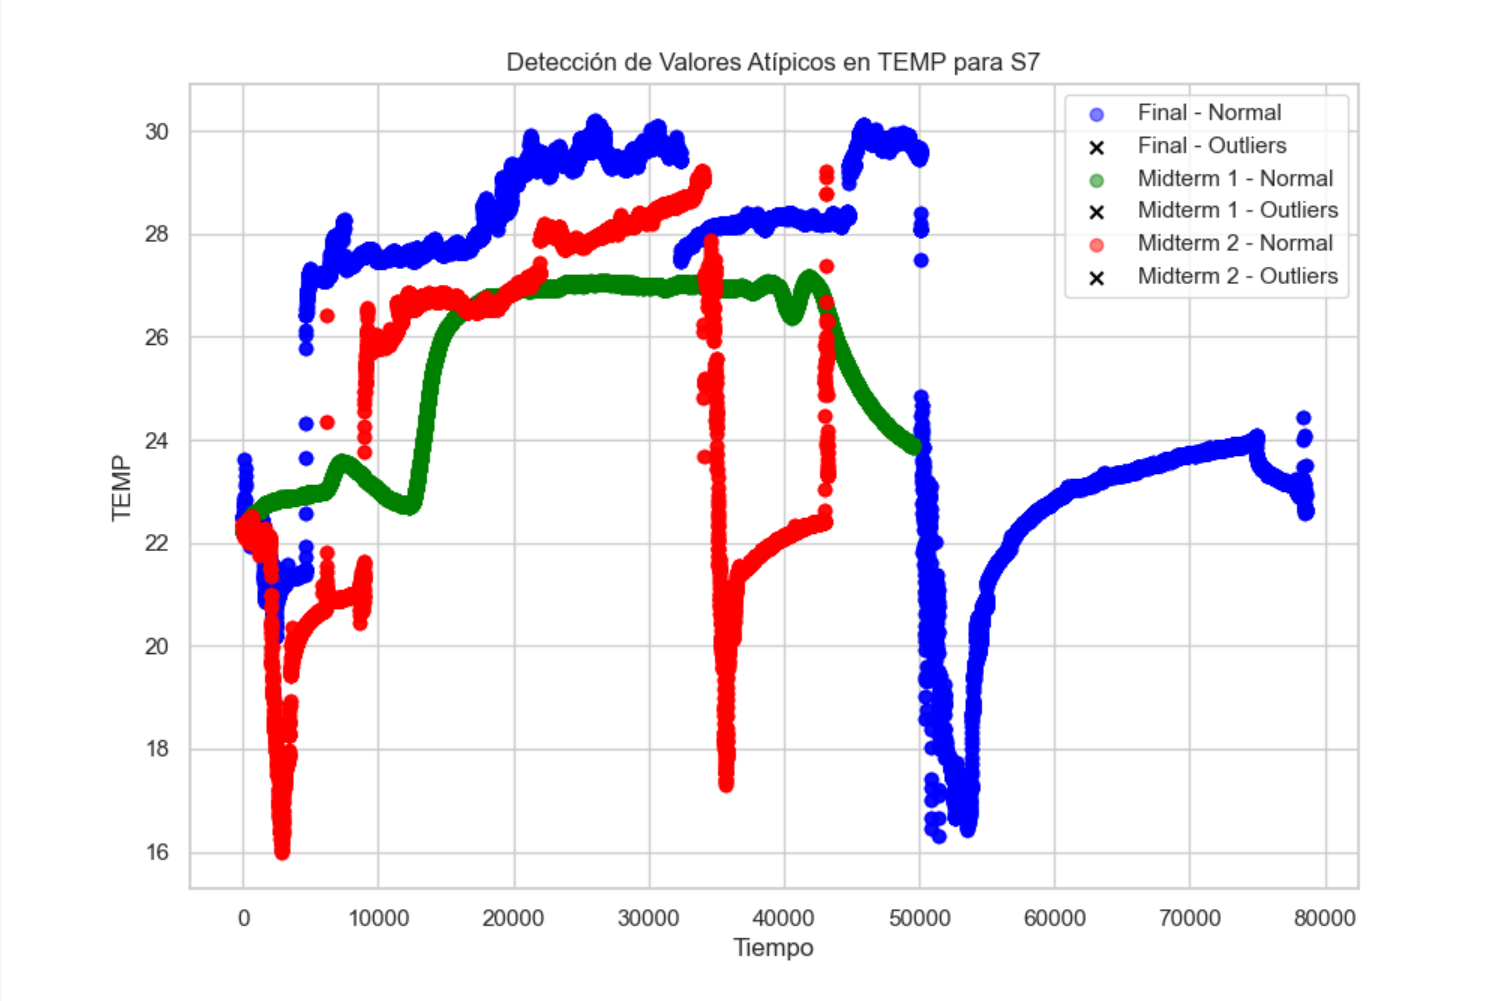 Detección de Valores Atípicos en TEMP para S7
Final - Normal
Final - Outliers
Midterm 1 - Normal
Midterm 1 - Outliers
Midterm 2 - Normal
Midterm 2 - Outliers
TEMP
30
28
26
24
22
20
18
16
0 10000 20000 30000 40000 50000 60000 70000 80000
Tiempo